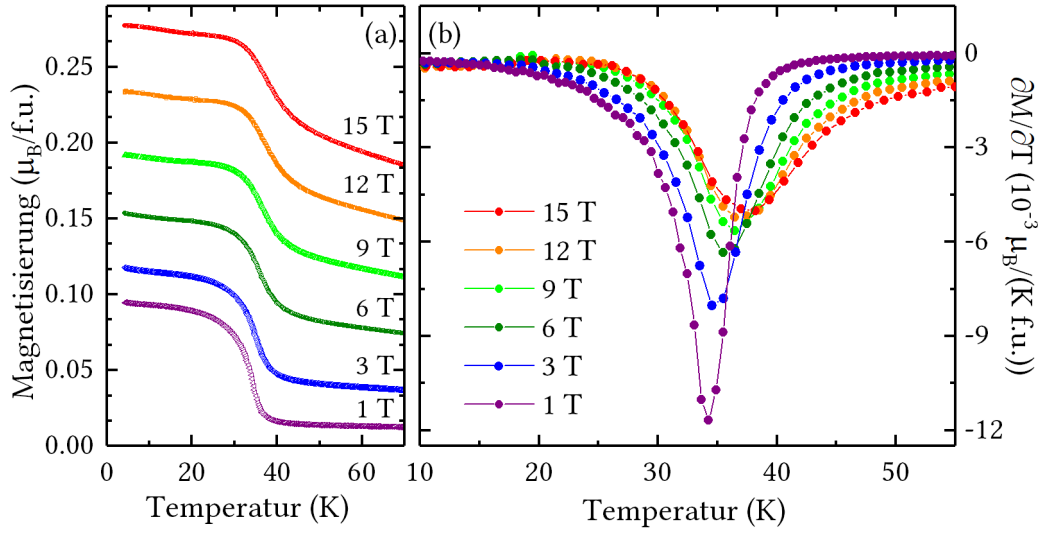 (a)
Magnetisierung (μB/f.u.)
0.25
0.20
0.15
0.10
0.05
0.00
15 T
12 T
9 T
6 T
3 T
1 T
0 20 40 60
Temperatur (K)
(b)
15 T
12 T
9 T
6 T
3 T
1 T
10 20 30 40 50
Temperatur (K)
0
-3
-6
-9
-12
∂M/∂T (10⁻³ μB/(K f.u.))